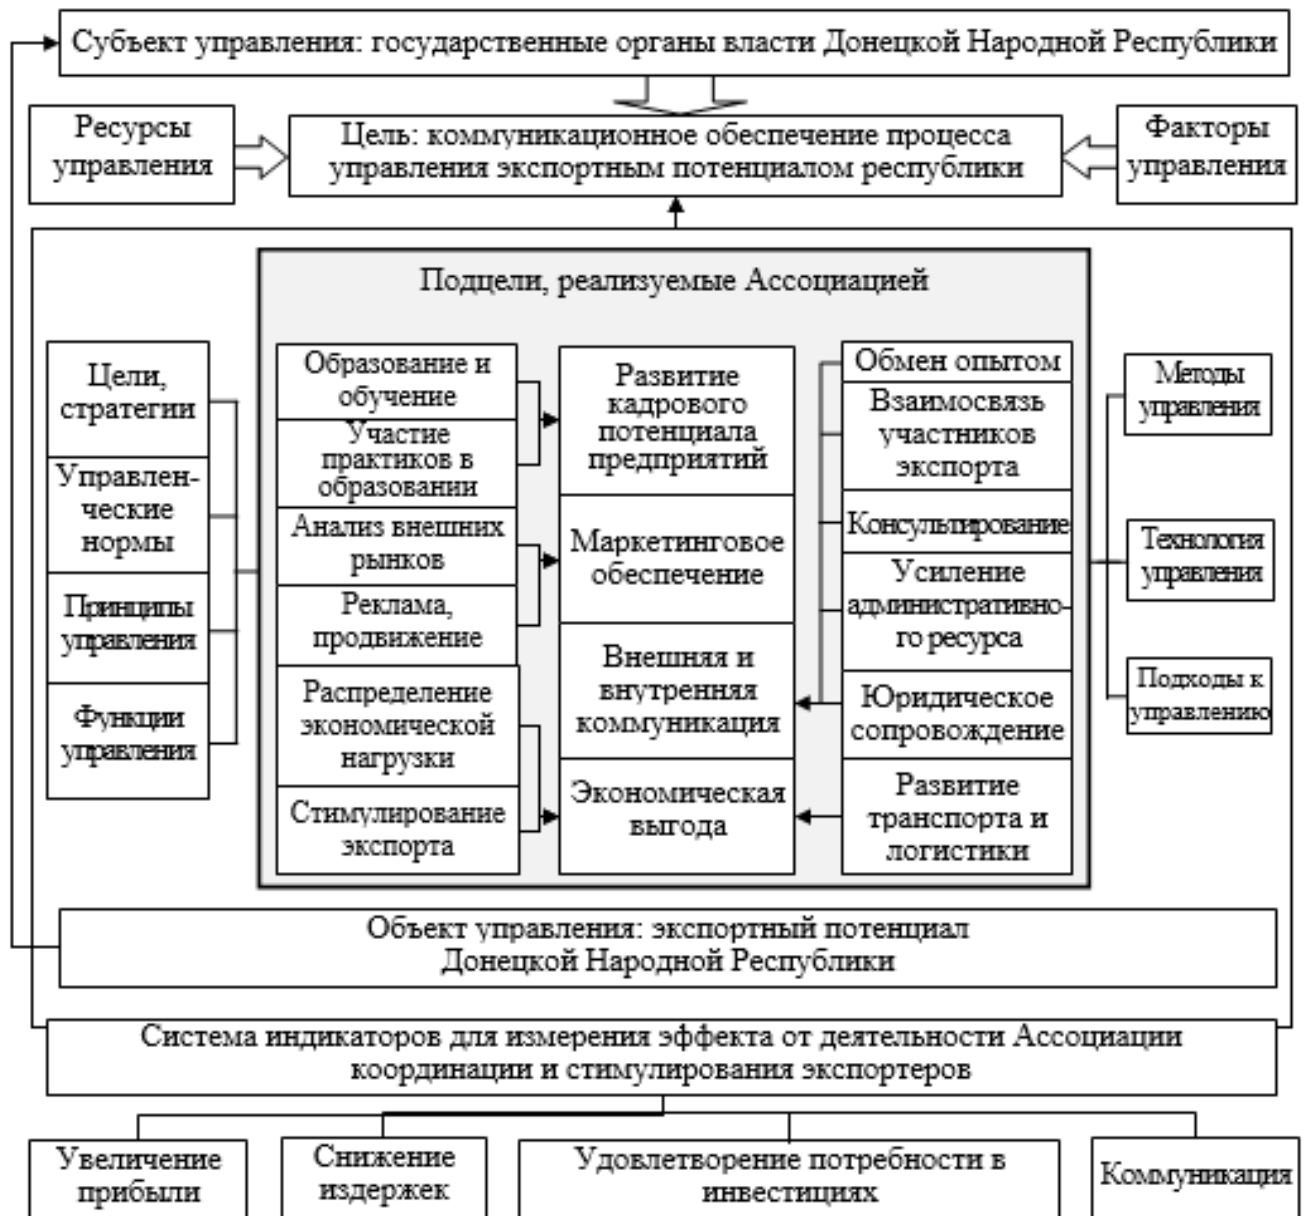 Субъект управления: государственные органы власти Донецкой Народной Республики
Ресурсы
управления
Цель: коммуникационное обеспечение процесса
управления экспортным потенциалом республики
Факторы
управления
Подцели, реализуемые Ассоциацией
Цели,
стратегии
Управлен-
ческие
нормы
Принципы
управления
Функции
управления
Образование и
обучение
Участие
практиков в
образовании
Анализ внешних
рынков
Реклама,
продвижение
Распределение
экономической
нагрузки
Стимулирование
экспорта
Развитие
кадрового
потенциала
предприятий
Маркетинговое
обеспечение
Внешняя и
внутренняя
коммуникация
Экономическая
выгода
Обмен опытом
Взаимосвязь
участников
экспорта
Консультирование
Усиление
административно-
го ресурса
Юридическое
сопровождение
Развитие
транспорта и
логистики
Методы
управления
Технология
управления
Подходы к
управлению
Объект управления: экспортный потенциал
Донецкой Народной Республики
Система индикаторов для измерения эффекта от деятельности Ассоциации
координации и стимулирования экспортеров
Увеличение
прибыли
Снижение
издержек
Удовлетворение потребности в
инвестициях
Коммуникация